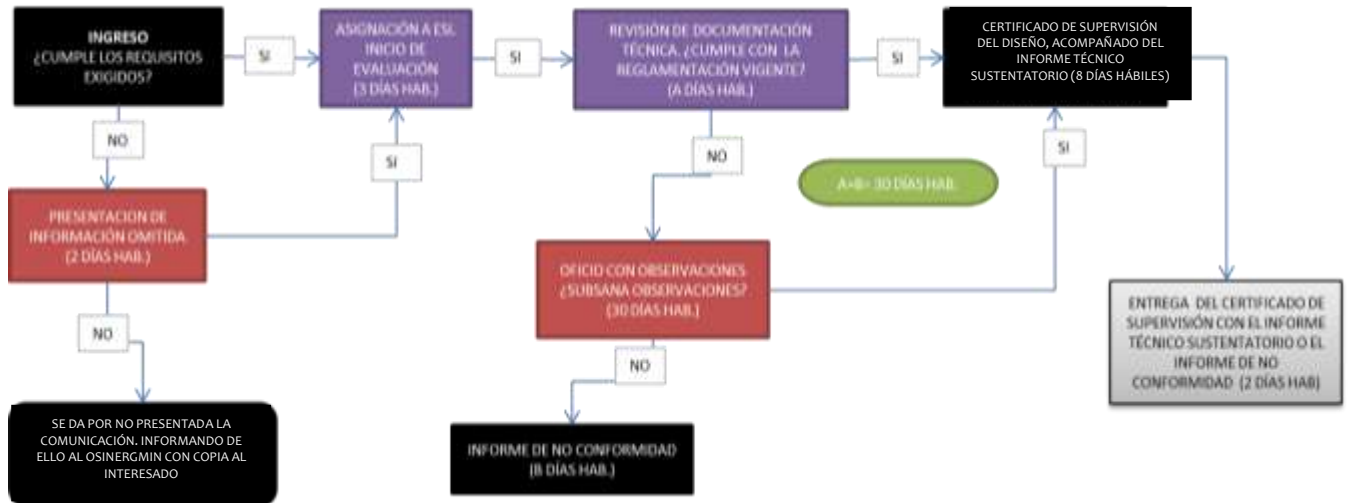 INGRESO
¿CUMPLE LOS REQUISITOS
EXIGIDOS?
SI
ASIGNACIÓN A ESI.
INICIO DE
EVALUACIÓN
(3 DÍAS HAB.)
SI
REVISIÓN DE DOCUMENTACIÓN
TÉCNICA. ¿CUMPLE CON LA
REGLAMENTACIÓN VIGENTE?
(A DÍAS HAB.)
SI
CERTIFICADO DE SUPERVISIÓN
DEL DISEÑO, ACOMPAÑADO DEL
INFORME TÉCNICO
SUSTENTATORIO (8 DÍAS HÁBILES)
NO
SI
NO
SI
A+B= 30 DÍAS HAB.
PRESENTACION DE
INFORMACIÓN OMITIDA.
(2 DÍAS HAB.)
OFICIO CON OBSERVACIONES
¿SUBSANA OBSERVACIONES?
(30 DÍAS HAB.)
ENTREGA DEL CERTIFICADO DE
SUPERVISIÓN CON EL INFORME
TÉCNICO SUSTENTATORIO O EL
INFORME DE NO
CONFORMIDAD (2 DÍAS HAB)
NO
NO
SE DA POR NO PRESENTADA LA
COMUNICACIÓN. INFORMANDO DE
ELLO AL OSINERGMIN CON COPIA AL
INTERESADO
INFORME DE NO CONFORMIDAD
(8 DÍAS HAB.)